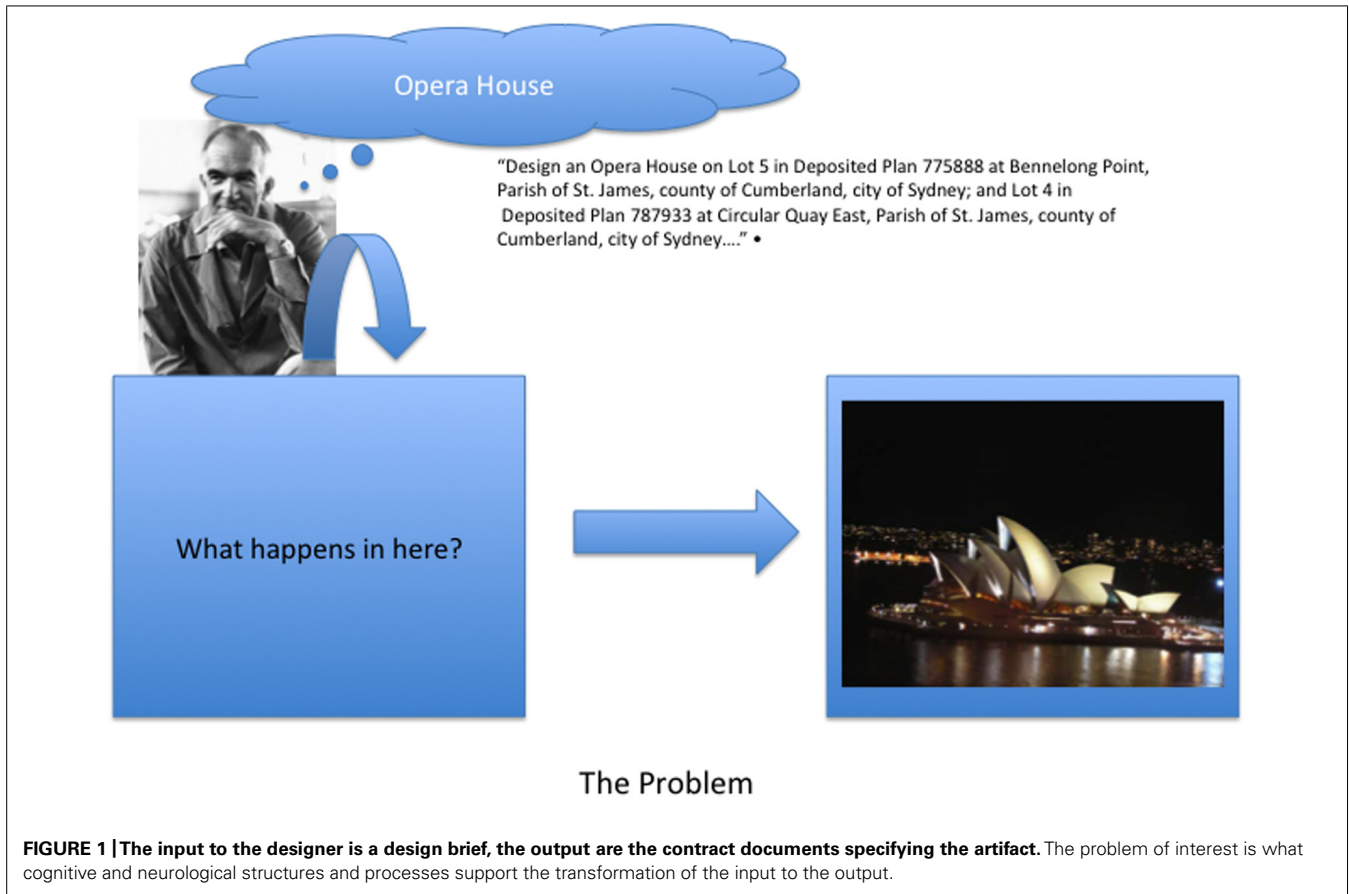 Opera House
“Design an Opera House on Lot 5 in Deposited Plan 775888 at Bennelong Point,
Parish of St. James, county of Cumberland, city of Sydney; and Lot 4 in
Deposited Plan 787933 at Circular Quay East, Parish of St. James, county of
Cumberland, city of Sydney....” •
What happens in here?
The Problem
FIGURE 1 | The input to the designer is a design brief, the output are the contract documents specifying the artifact. The problem of interest is what
cognitive and neurological structures and processes support the transformation of the input to the output.